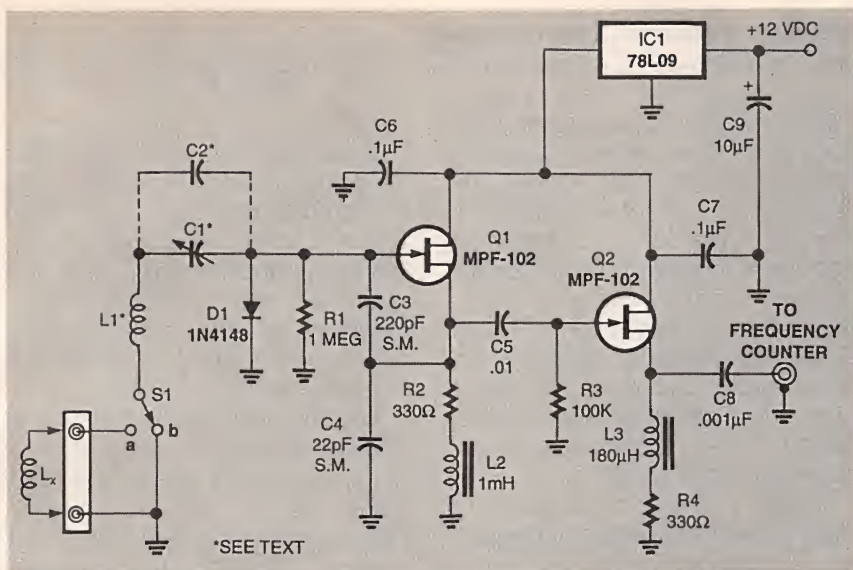 IC1
78L09
+12 VDC
+
C9
10µF
C6
.1µF
C2*
C1*
Q1
MPF-102
C7
.1µF
Q2
MPF-102
L1*
D1
1N4148
R1
1 MEG
C3
220pF
S.M.
C5
.01
TO
FREQUENCY
COUNTER
S1
a
b
Lx
C4
22pF
S.M.
R2
330Ω
L2
1mH
R3
100K
L3
180µH
C8
.001µF
R4
330Ω
*SEE TEXT